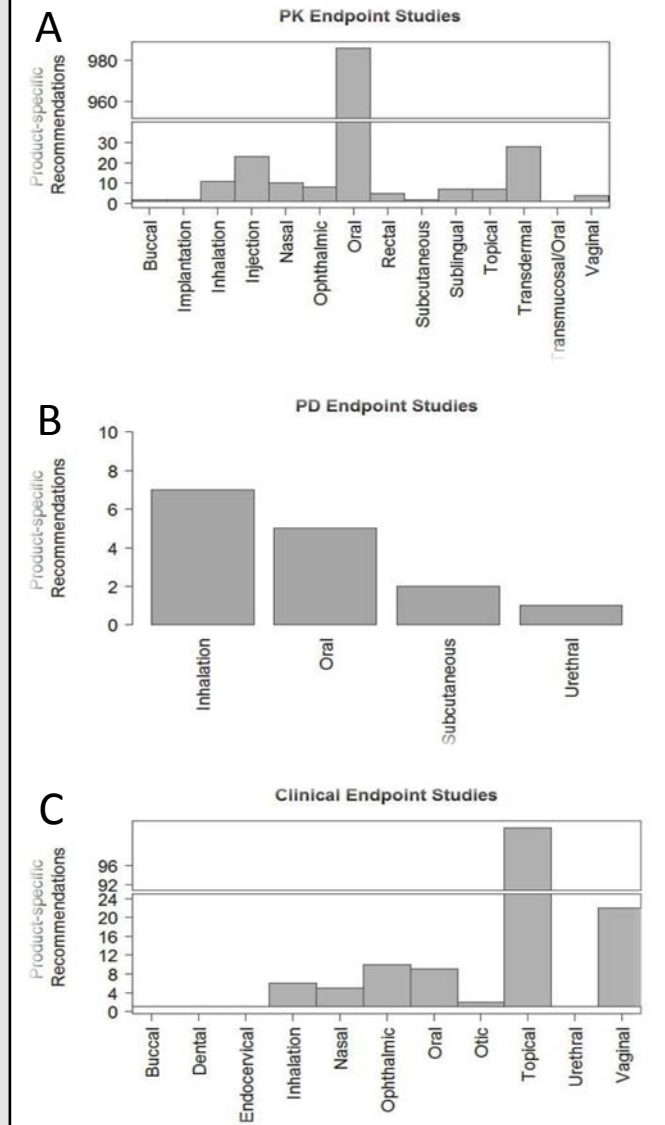 A
PK Endpoint Studies
Product-specific
Recommendations
980
960
30
20
10
0
Buccal
Implantation
Inhalation
Injection
Nasal
Ophthalmic
Oral
Rectal
Subcutaneous
Sublingual
Topical
Transdermal
Transmucosal/Oral
Vaginal
B
PD Endpoint Studies
Product-specific
Recommendations
10
8
6
4
2
0
Inhalation
Oral
Subcutaneous
Urethral
C
Clinical Endpoint Studies
Product-specific
Recommendations
96
92
24
20
16
12
8
4
0
Buccal
Dental
Endocervical
Inhalation
Nasal
Ophthalmic
Oral
Otic
Topical
Urethral
Vaginal